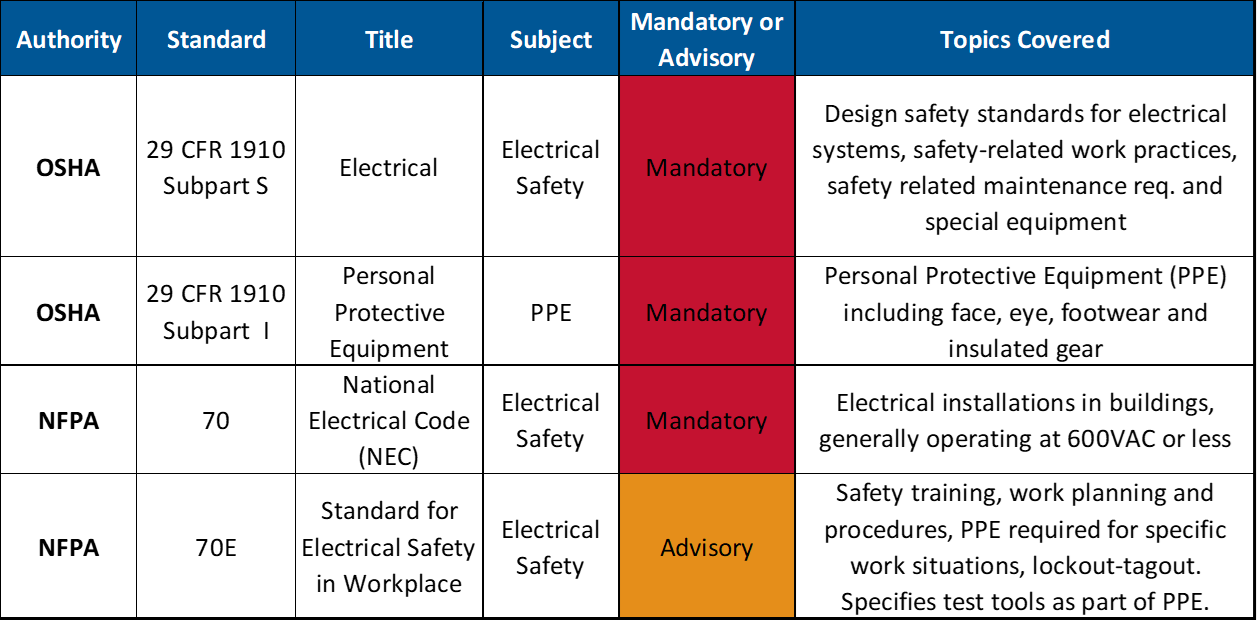 Authority
Standard
Title
Subject
Mandatory or
Advisory
Topics Covered
OSHA
29 CFR 1910
Subpart S
Electrical
Electrical
Safety
Mandatory
Design safety standards for electrical
systems, safety-related work practices,
safety related maintenance req. and
special equipment
OSHA
29 CFR 1910
Subpart I
Personal
Protective
Equipment
PPE
Mandatory
Personal Protective Equipment (PPE)
including face, eye, footwear and
insulated gear
NFPA
70
National
Electrical Code
(NEC)
Electrical
Safety
Mandatory
Electrical installations in buildings,
generally operating at 600VAC or less
NFPA
70E
Standard for
Electrical Safety
in Workplace
Electrical
Safety
Advisory
Safety training, work planning and
procedures, PPE required for specific
work situations, lockout-tagout.
Specifies test tools as part of PPE.